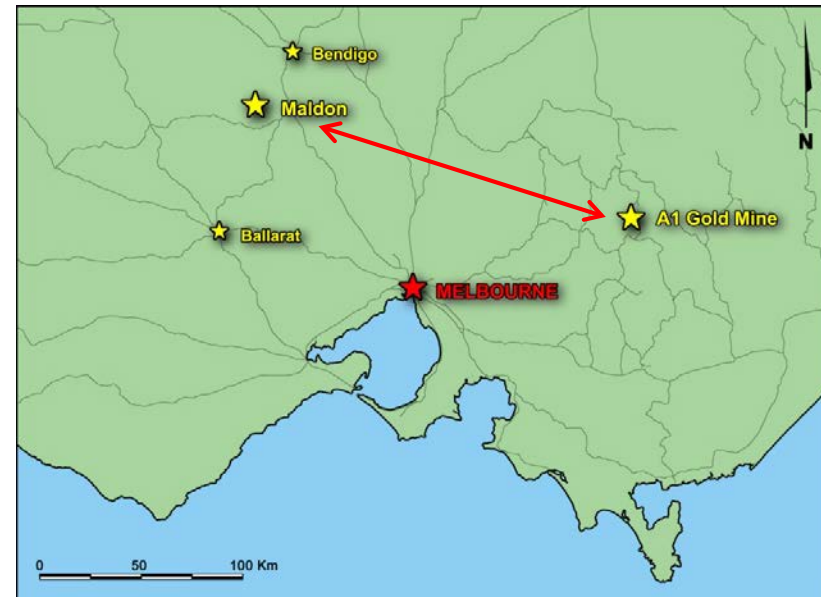 Bendigo
Maldon
N
A1 Gold Mine
Ballarat
MELBOURNE
0 50 100 Km